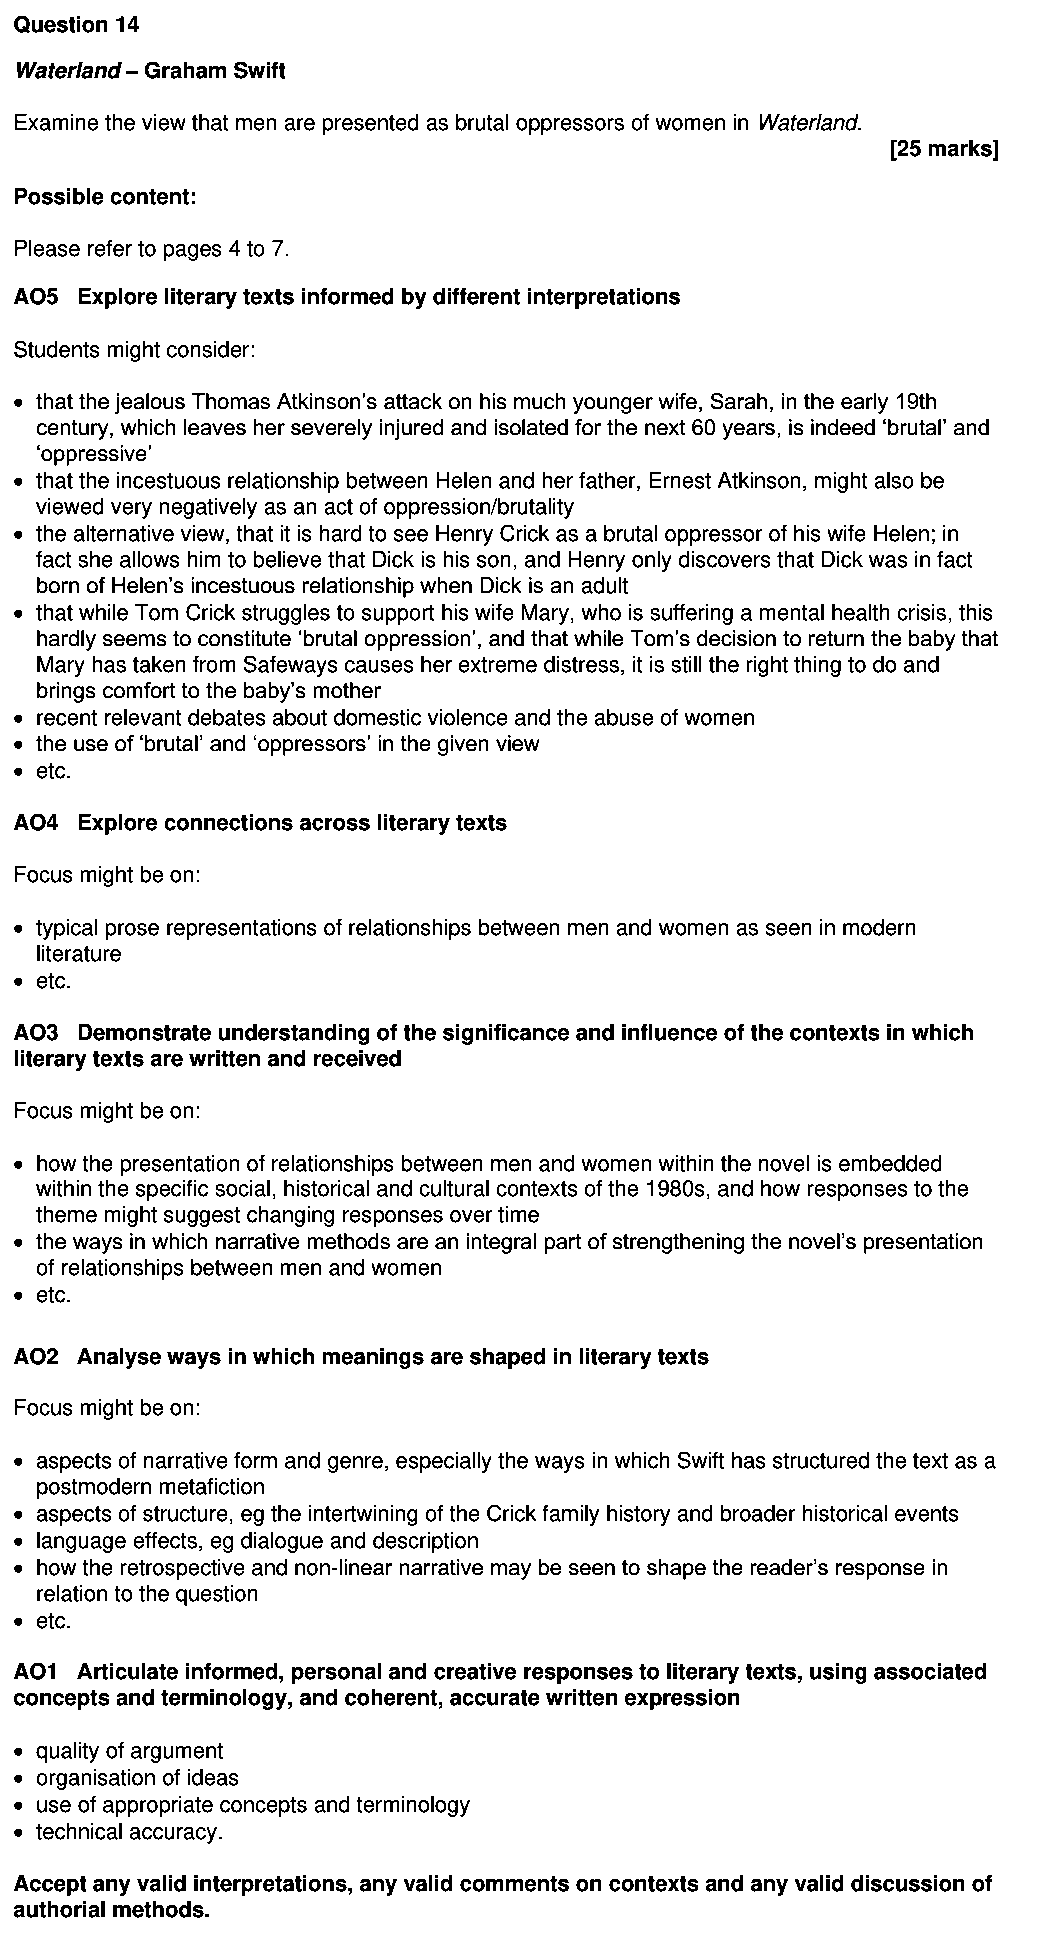 Question 14
Waterland – Graham Swift
Examine the view that men are presented as brutal oppressors of women in Waterland.
[25 marks]
Possible content:
Please refer to pages 4 to 7.
AO5 Explore literary texts informed by different interpretations
Students might consider:
• that the jealous Thomas Atkinson's attack on his much younger wife, Sarah, in the early 19th
century, which leaves her severely injured and isolated for the next 60 years, is indeed 'brutal' and
'oppressive'
• that the incestuous relationship between Helen and her father, Ernest Atkinson, might also be
viewed very negatively as an act of oppression/brutality
• the alternative view, that it is hard to see Henry Crick as a brutal oppressor of his wife Helen; in
fact she allows him to believe that Dick is his son, and Henry only discovers that Dick was in fact
born of Helen's incestuous relationship when Dick is an adult
• that while Tom Crick struggles to support his wife Mary, who is suffering a mental health crisis, this
hardly seems to constitute 'brutal oppression', and that while Tom's decision to return the baby that
Mary has taken from Safeways causes her extreme distress, it is still the right thing to do and
brings comfort to the baby's mother
• recent relevant debates about domestic violence and the abuse of women
• the use of 'brutal' and 'oppressors' in the given view
• etc.
AO4 Explore connections across literary texts
Focus might be on:
• typical prose representations of relationships between men and women as seen in modern
literature
• etc.
AO3 Demonstrate understanding of the significance and influence of the contexts in which
literary texts are written and received
Focus might be on:
• how the presentation of relationships between men and women within the novel is embedded
within the specific social, historical and cultural contexts of the 1980s, and how responses to the
theme might suggest changing responses over time
• the ways in which narrative methods are an integral part of strengthening the novel's presentation
of relationships between men and women
• etc.
AO2 Analyse ways in which meanings are shaped in literary texts
Focus might be on:
• aspects of narrative form and genre, especially the ways in which Swift has structured the text as a
postmodern metafiction
• aspects of structure, eg the intertwining of the Crick family history and broader historical events
• language effects, eg dialogue and description
• how the retrospective and non-linear narrative may be seen to shape the reader's response in
relation to the question
• etc.
AO1 Articulate informed, personal and creative responses to literary texts, using associated
concepts and terminology, and coherent, accurate written expression
• quality of argument
• organisation of ideas
• use of appropriate concepts and terminology
• technical accuracy.
Accept any valid interpretations, any valid comments on contexts and any valid discussion of
authorial methods.